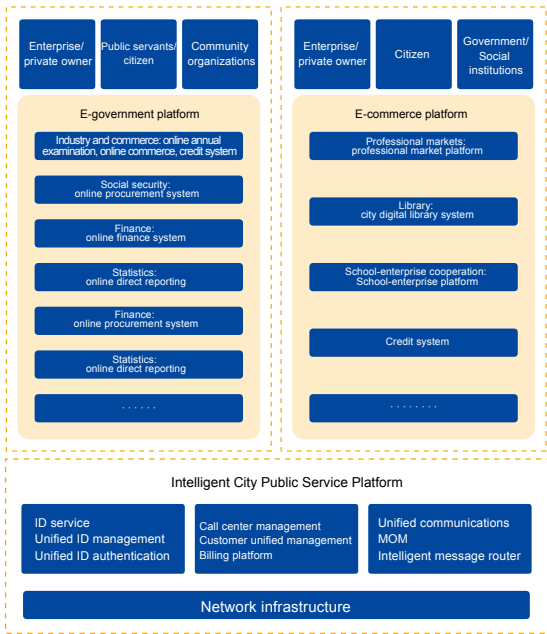 Enterprise/
private owner
Public servants/
citizen
Community
organizations
E-government platform
Industry and commerce: online annual
examination, online commerce, credit system
Social security:
online procurement system
Finance:
online finance system
Statistics:
online direct reporting
Finance:
online procurement system
Statistics:
online direct reporting
. . . . . .
Enterprise/
private owner
Citizen
Government/
Social
institutions
E-commerce platform
Professional markets:
professional market platform
Library:
city digital library system
School-enterprise cooperation:
School-enterprise platform
Credit system
. . . . . . . .
Intelligent City Public Service Platform
ID service
Unified ID management
Unified ID authentication
Call center management
Customer unified management
Billing platform
Unified communications
MOM
Intelligent message router
Network infrastructure